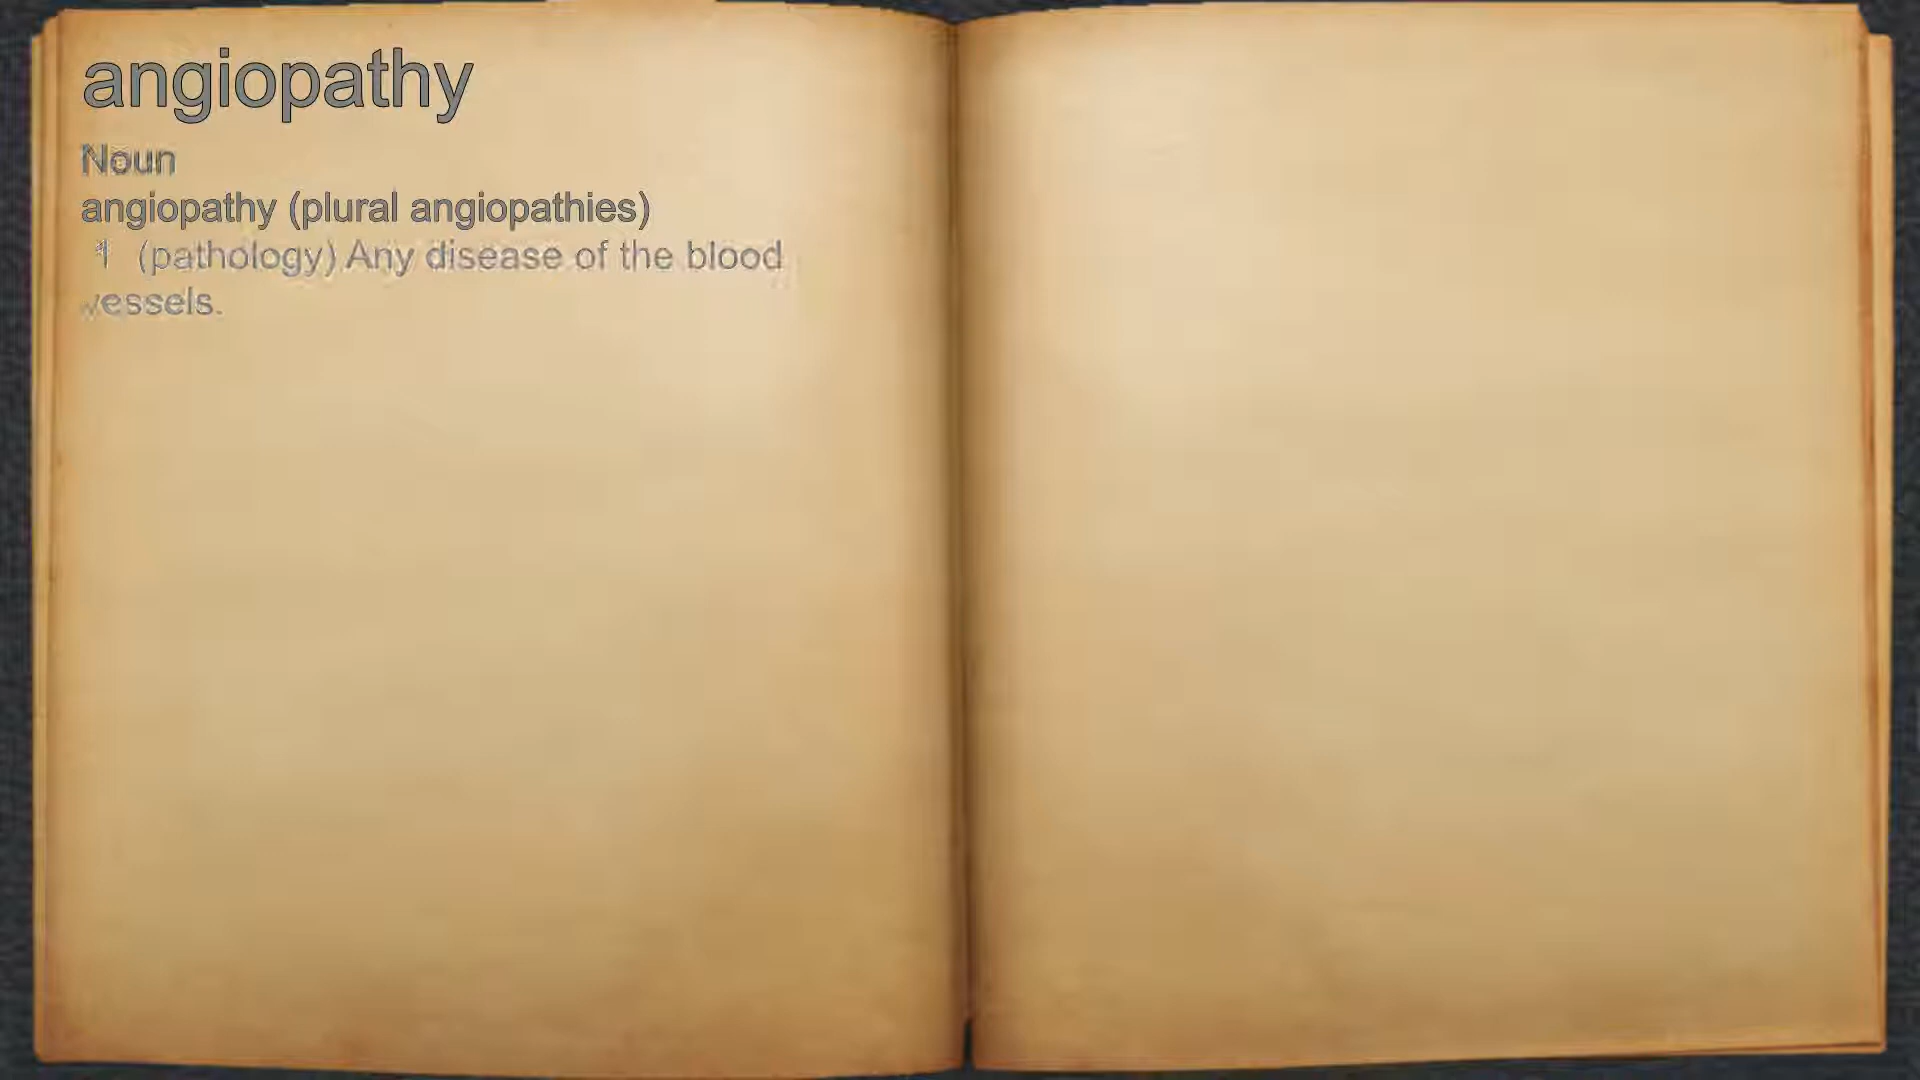 angiopathy
Noun
angiopathy (plural angiopathies)
1 (pathology) Any disease of the blood
vessels.